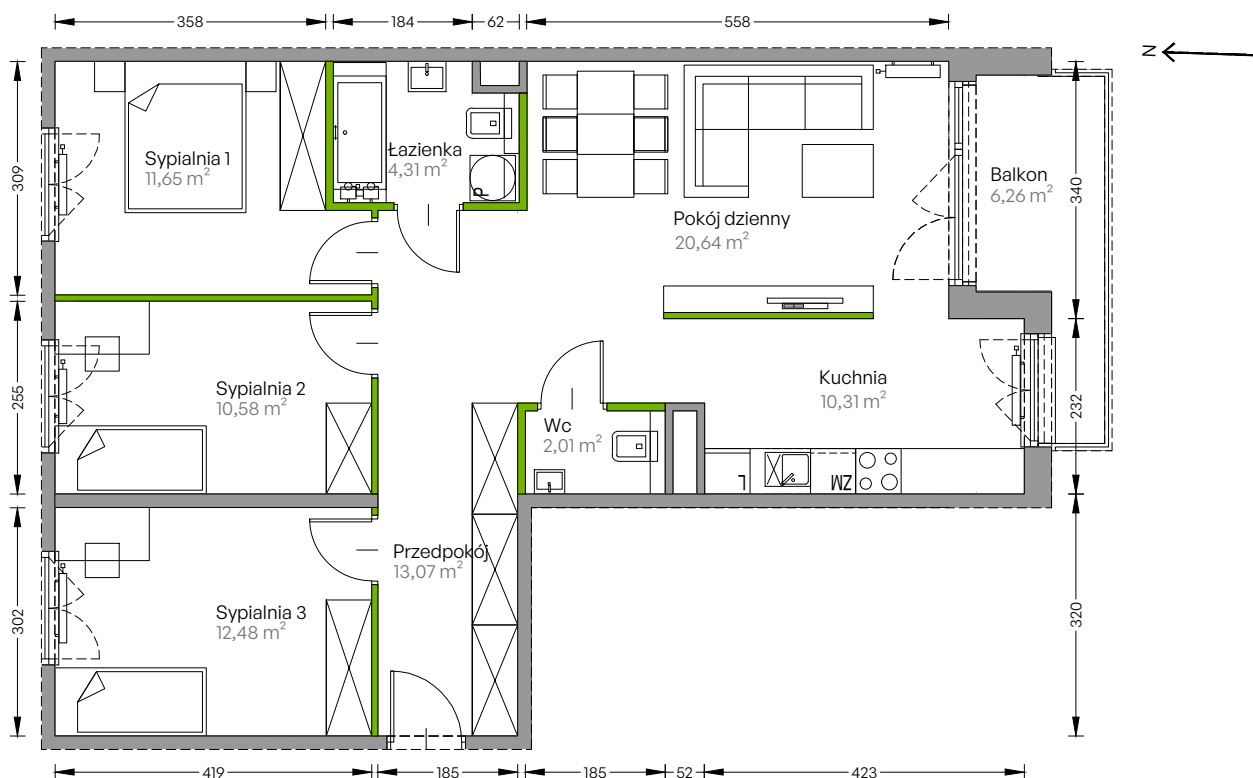 358
184
62
558
N
309
255
302
Sypialnia 1
11,65 m²
Łazienka
4,31 m²
P
Pokój dzienny
20,64 m²
Balkon
6,26 m²
340
232
320
Sypialnia 2
10,58 m²
Kuchnia
10,31 m²
Wc
2,01 m²
L
ZM
Przedpokój
13,07 m²
Sypialnia 3
12,48 m²
419
185
185
52
423